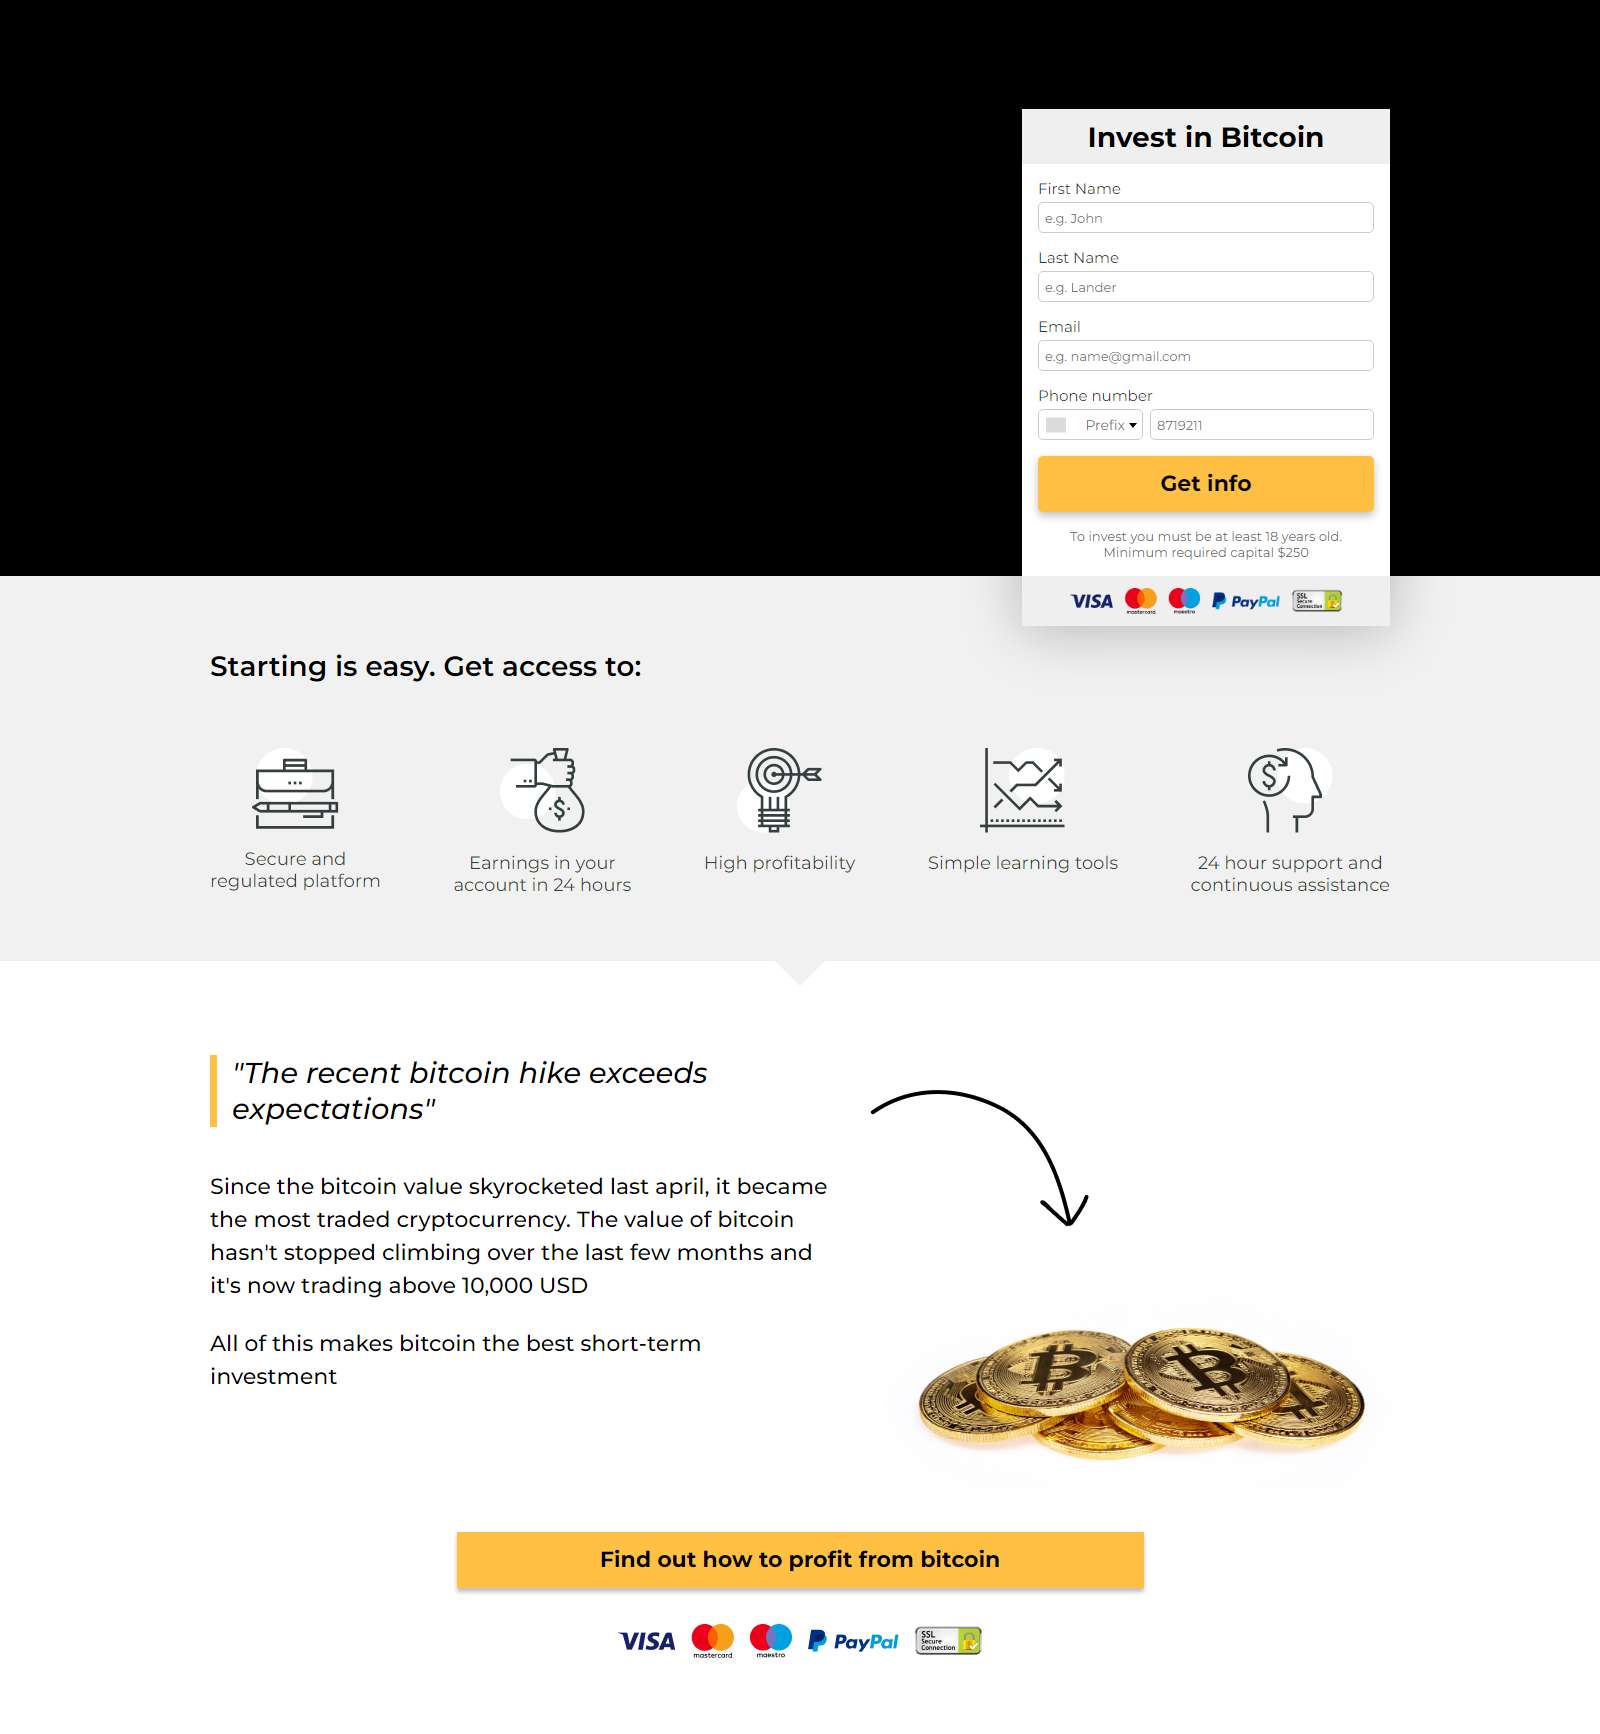 Invest in Bitcoin
First Name
e.g. John
Last Name
e.g. Lander
Email
e.g. name@gmail.com
Phone number
Prefix 8719211
Get info
To invest you must be at least 18 years old.
Minimum required capital $250
VISA mastercard maestro PayPal SSL Secure Connection
Starting is easy. Get access to:
Secure and
regulated platform
Earnings in your
account in 24 hours
High profitability
Simple learning tools
24 hour support and
continuous assistance
"The recent bitcoin hike exceeds
expectations"
Since the bitcoin value skyrocketed last april, it became
the most traded cryptocurrency. The value of bitcoin
hasn't stopped climbing over the last few months and
it's now trading above 10,000 USD
All of this makes bitcoin the best short-term
investment
Find out how to profit from bitcoin
VISA mastercard maestro PayPal SSL Secure Connection